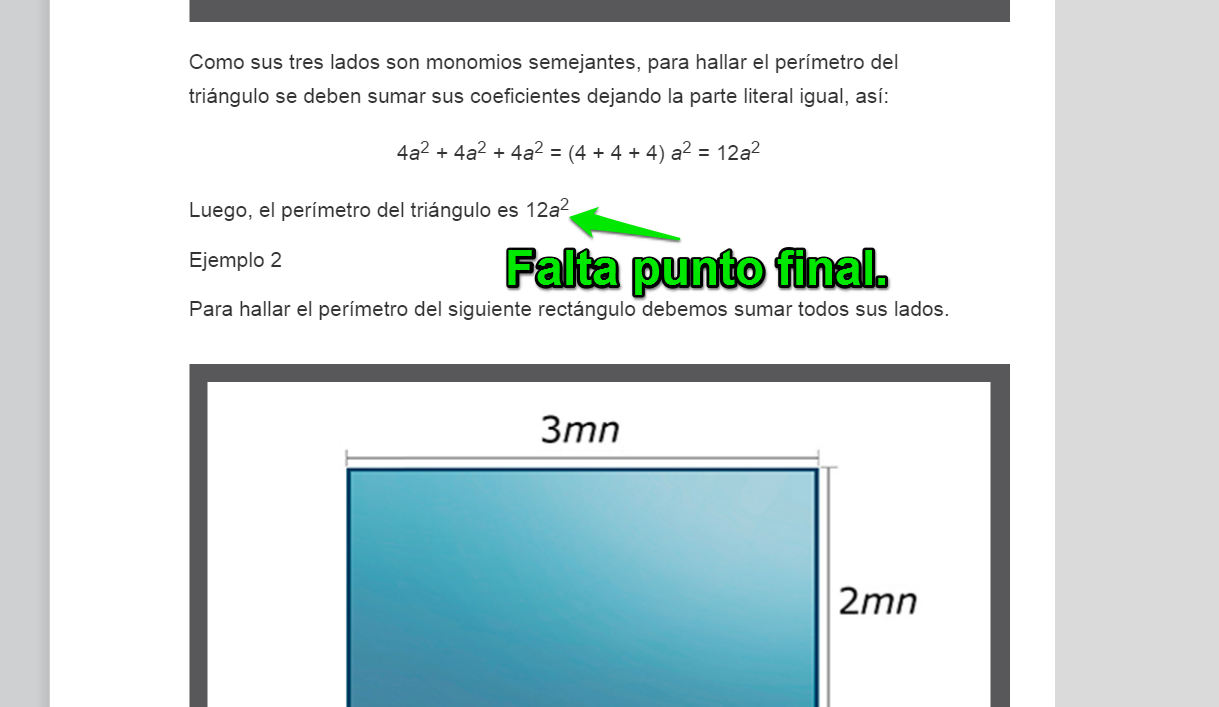 Como sus tres lados son monomios semejantes, para hallar el perímetro del
triángulo se deben sumar sus coeficientes dejando la parte literal igual, así:
4a² + 4a² + 4a² = (4 + 4 + 4) a² = 12a²
Luego, el perímetro del triángulo es 12a²
Falta punto final.
Ejemplo 2
Para hallar el perímetro del siguiente rectángulo debemos sumar todos sus lados.
3mn
2mn